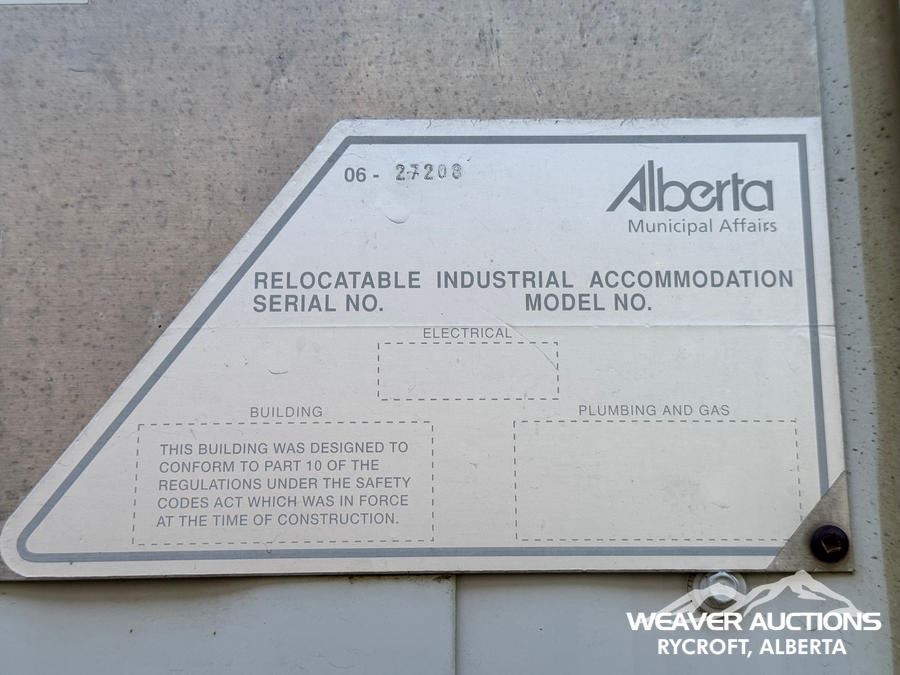 06 - 27208
Alberta
Municipal Affairs
RELOCATABLE INDUSTRIAL ACCOMMODATION
SERIAL NO. MODEL NO.
ELECTRICAL
BUILDING
THIS BUILDING WAS DESIGNED TO
CONFORM TO PART 10 OF THE
REGULATIONS UNDER THE SAFETY
CODES ACT WHICH WAS IN FORCE
AT THE TIME OF CONSTRUCTION.
PLUMBING AND GAS
WEAVER AUCTIONS
RYCROFT, ALBERTA